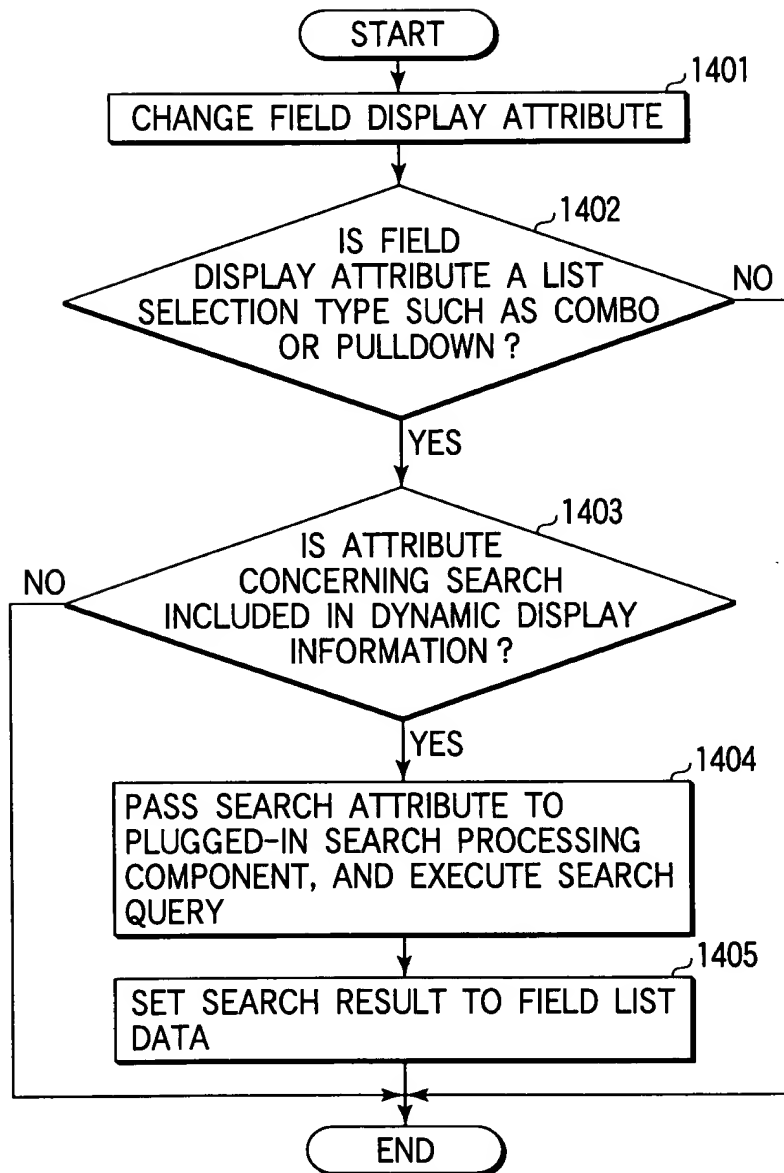 START
1401
CHANGE FIELD DISPLAY ATTRIBUTE
1402
IS FIELD
DISPLAY ATTRIBUTE A LIST
SELECTION TYPE SUCH AS COMBO
OR PULLDOWN ?
NO
YES
1403
IS ATTRIBUTE
CONCERNING SEARCH
INCLUDED IN DYNAMIC DISPLAY
INFORMATION ?
NO
YES
1404
PASS SEARCH ATTRIBUTE TO
PLUGGED-IN SEARCH PROCESSING
COMPONENT, AND EXECUTE SEARCH
QUERY
1405
SET SEARCH RESULT TO FIELD LIST
DATA
END